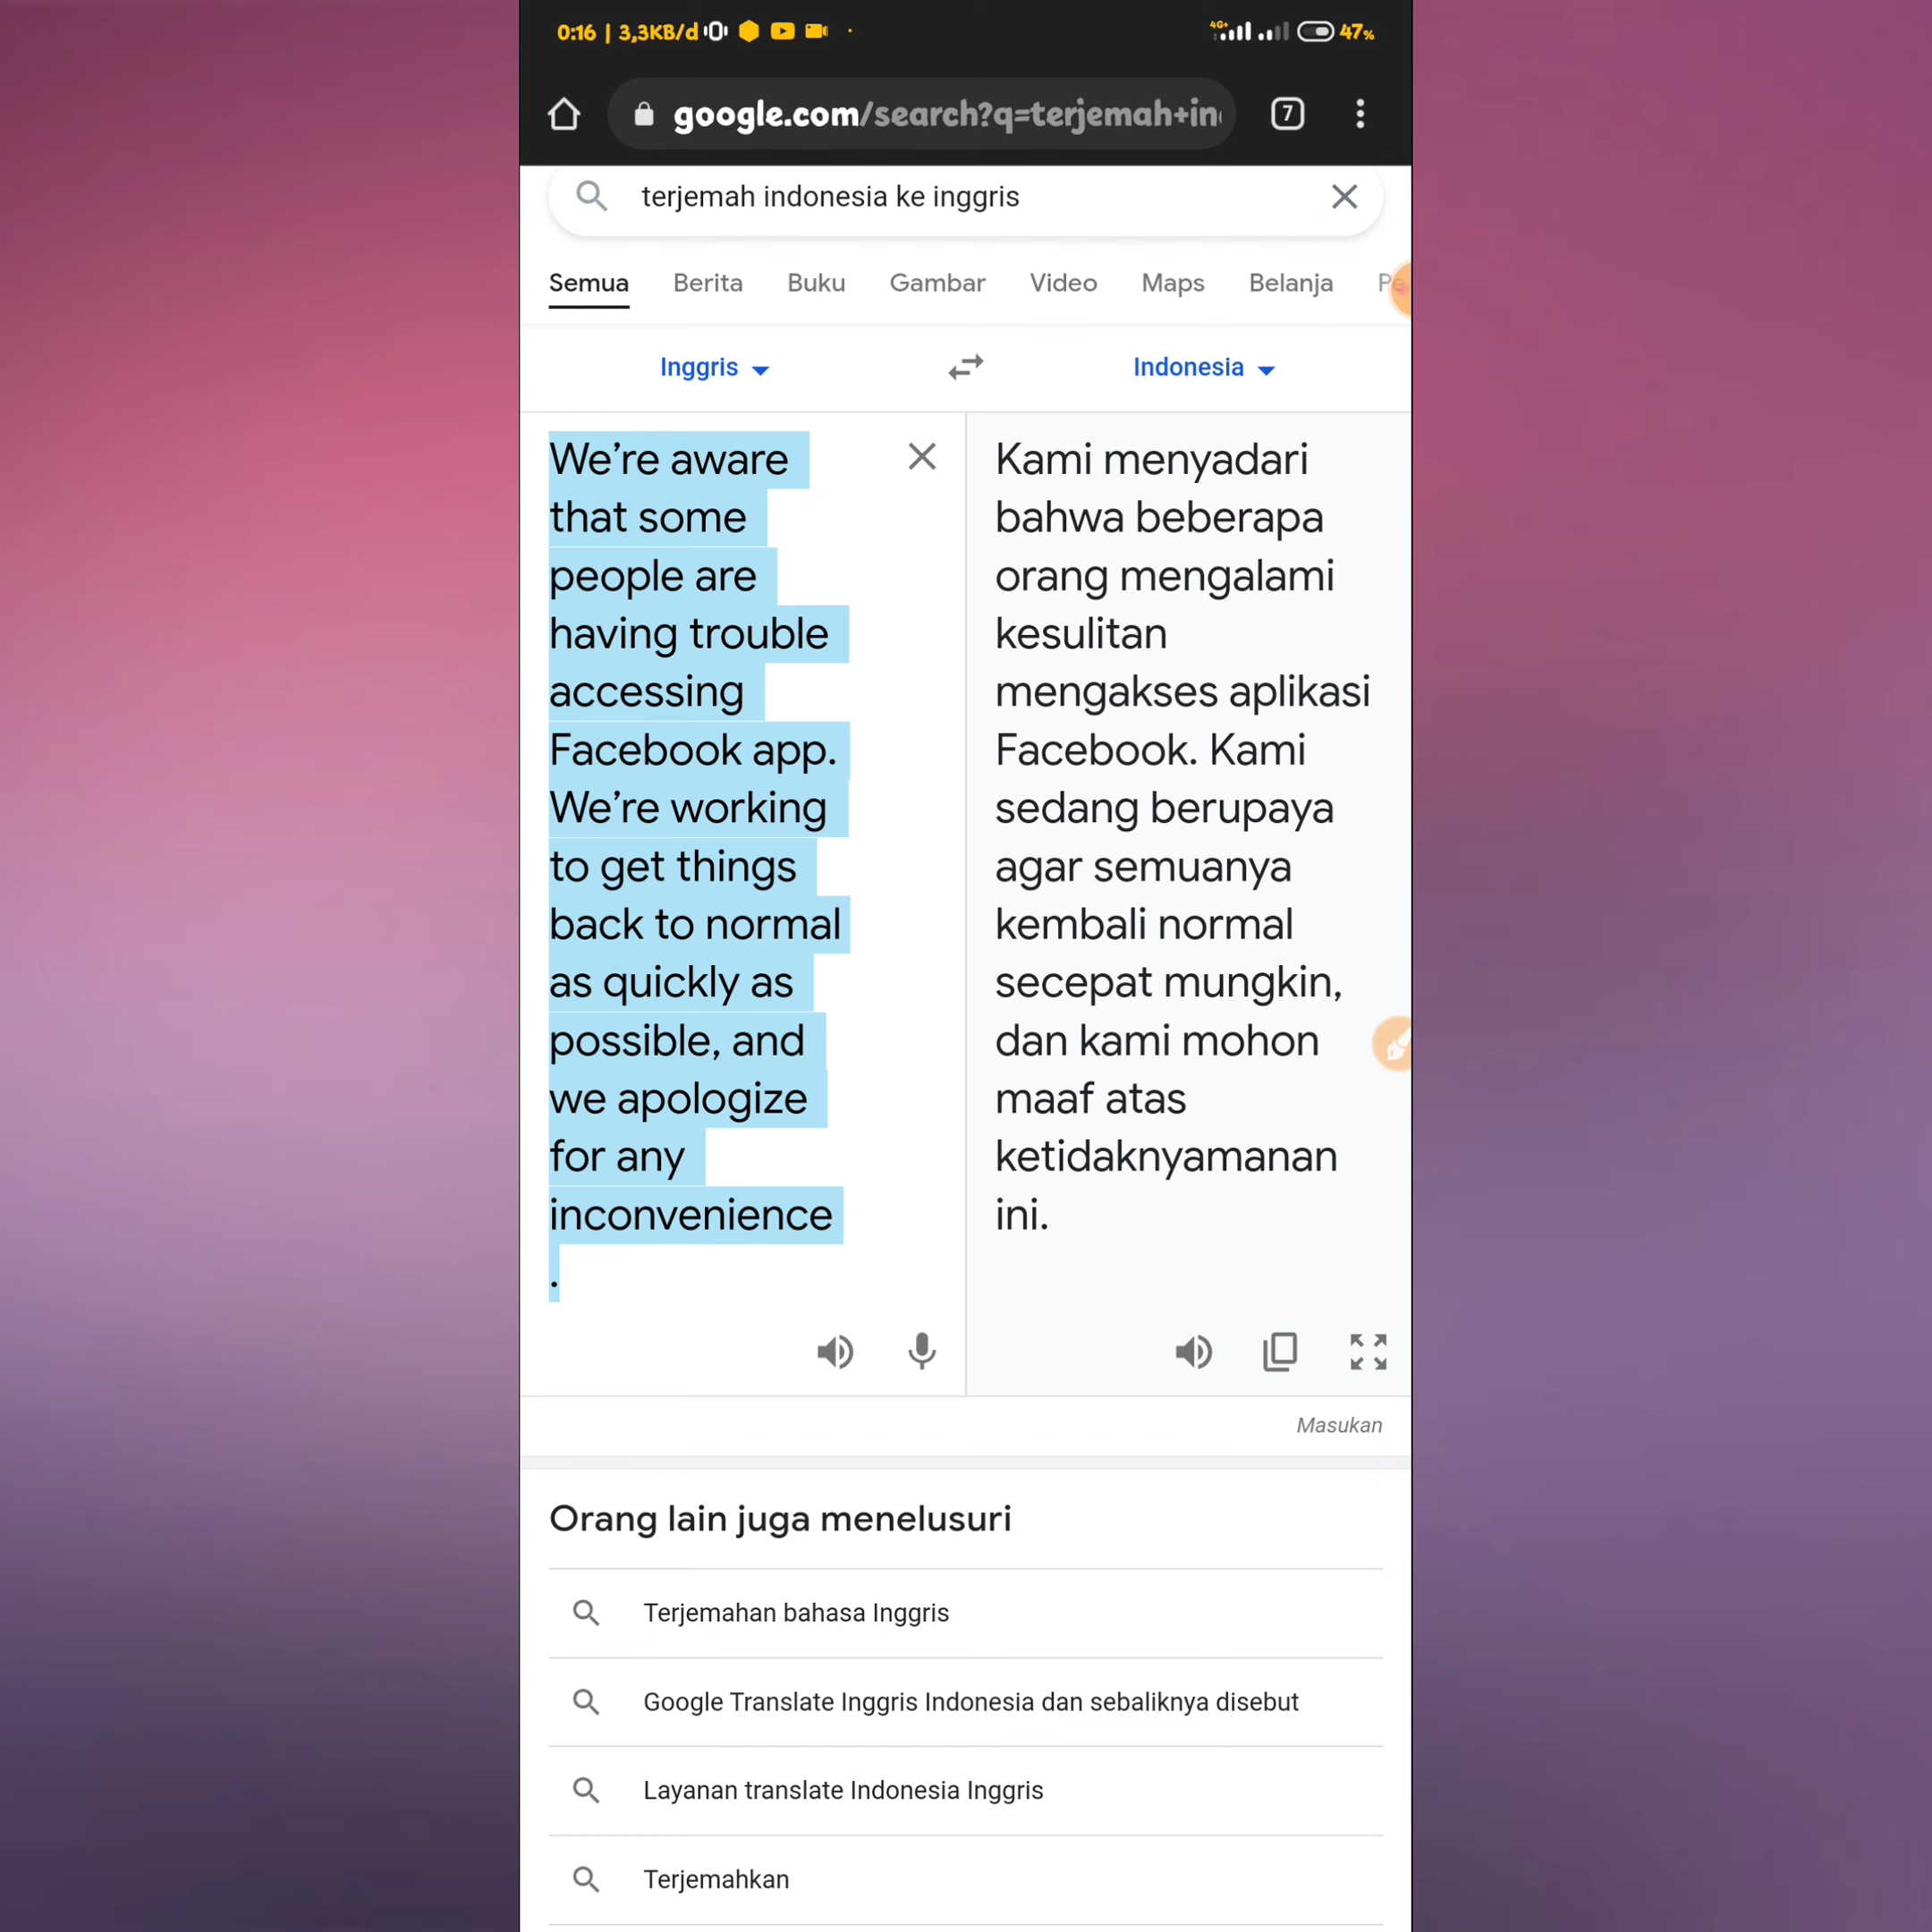 0:16 | 3,3KB/d
4G+ 47%
google.com/search?q=terjemah+in
7
terjemah indonesia ke inggris
Semua Berita Buku Gambar Video Maps Belanja
Inggris Indonesia
We’re aware
that some
people are
having trouble
accessing
Facebook app.
We’re working
to get things
back to normal
as quickly as
possible, and
we apologize
for any
inconvenience
.
Kami menyadari
bahwa beberapa
orang mengalami
kesulitan
mengakses aplikasi
Facebook. Kami
sedang berupaya
agar semuanya
kembali normal
secepat mungkin,
dan kami mohon
maaf atas
ketidaknyamanan
ini.
Masukan
Orang lain juga menelusuri
Terjemahan bahasa Inggris
Google Translate Inggris Indonesia dan sebaliknya disebut
Layanan translate Indonesia Inggris
Terjemahkan